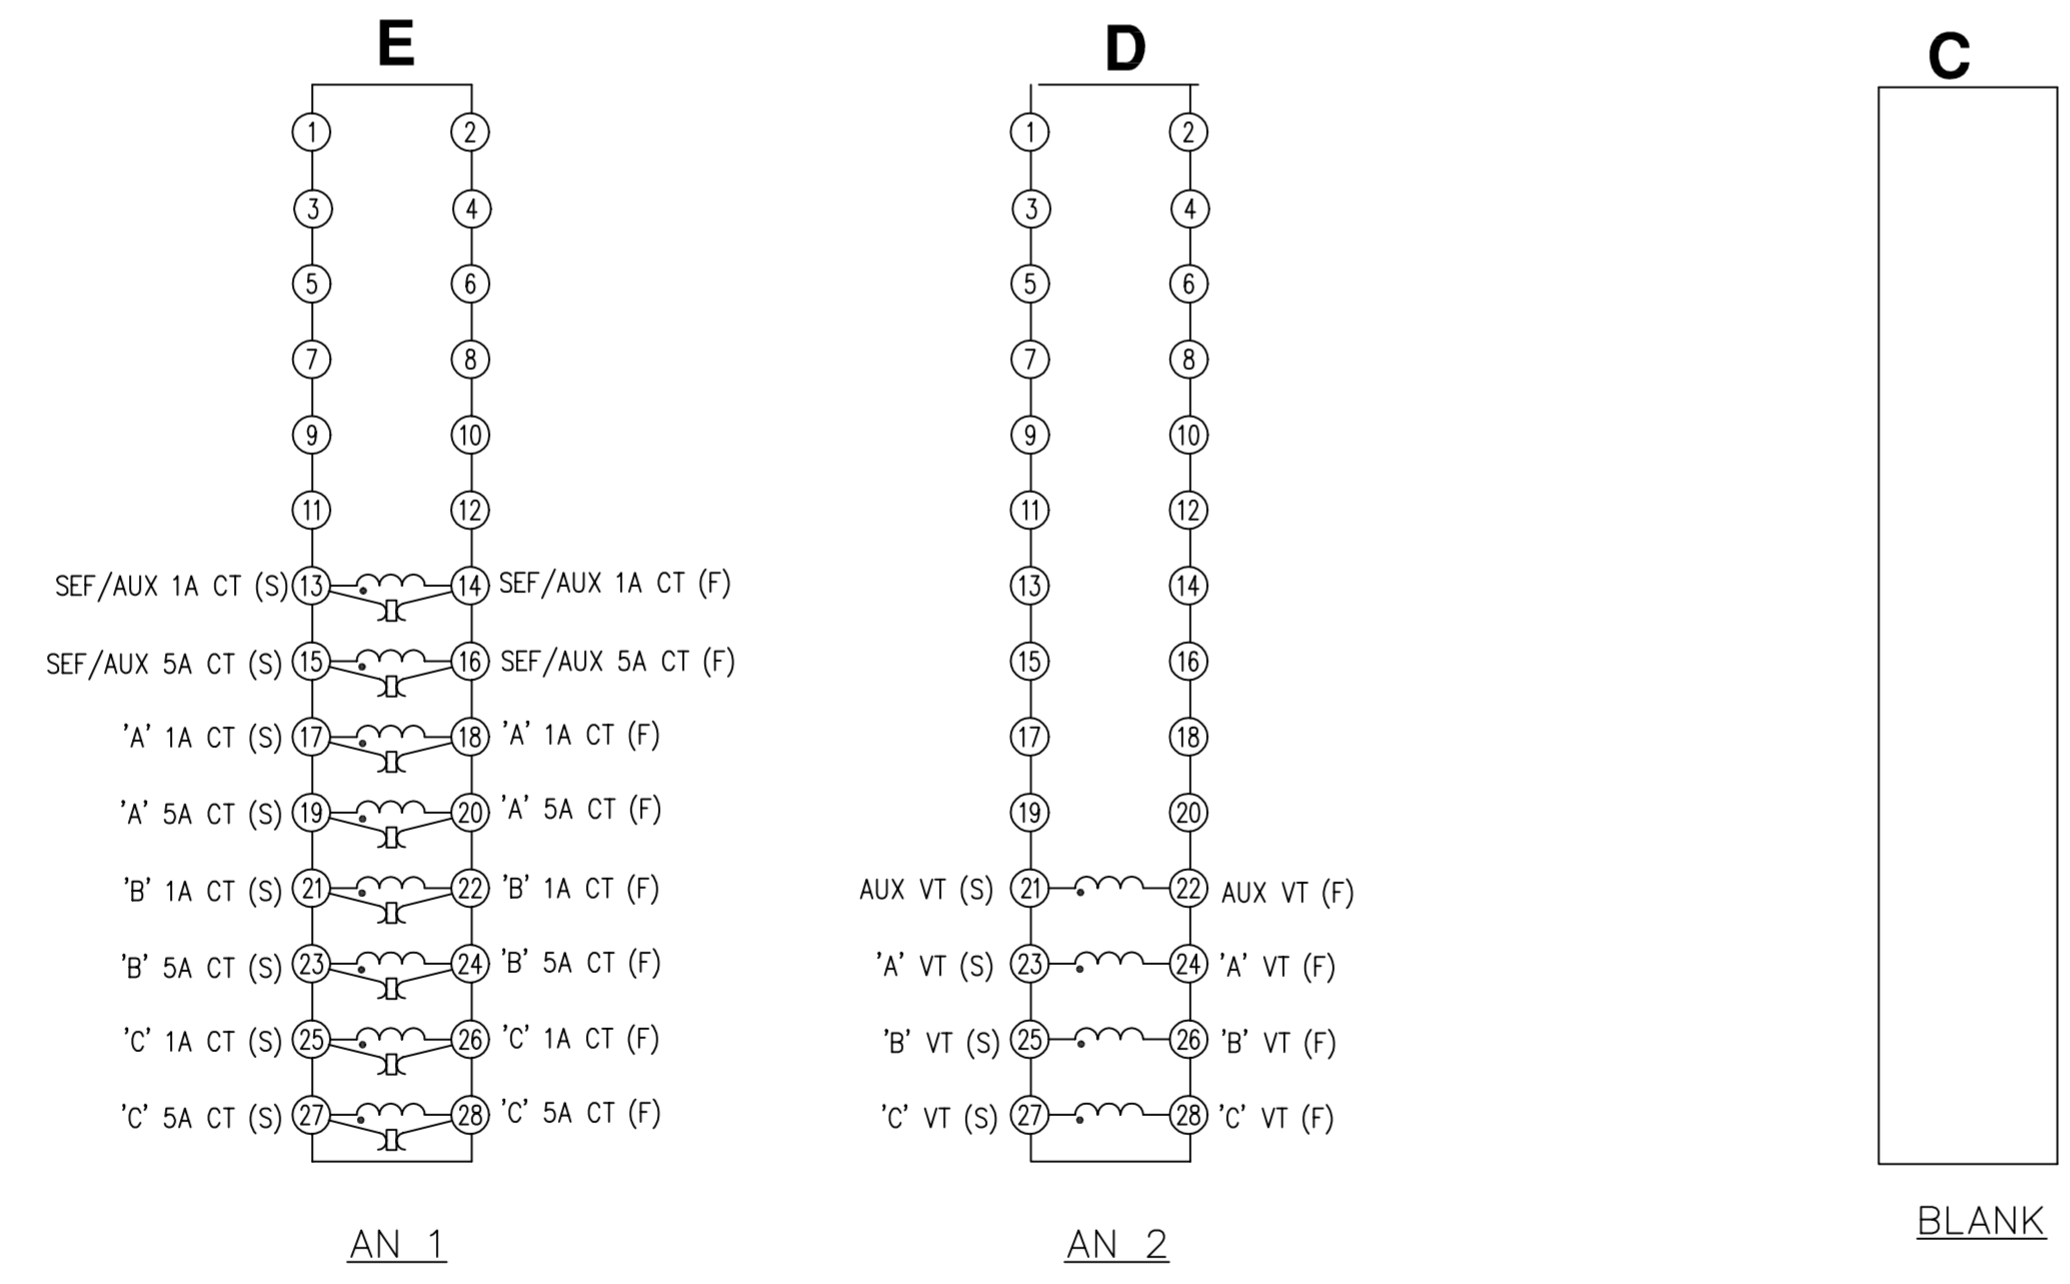 E D C
1 2 1 2
3 4 3 4
5 6 5 6
7 8 7 8
9 10 9 10
11 12 11 12
SEF/AUX 1A CT (S) 13 14 SEF/AUX 1A CT (F) 13 14
SEF/AUX 5A CT (S) 15 16 SEF/AUX 5A CT (F) 15 16
'A' 1A CT (S) 17 18 'A' 1A CT (F) 17 18
'A' 5A CT (S) 19 20 'A' 5A CT (F) 19 20
'B' 1A CT (S) 21 22 'B' 1A CT (F) AUX VT (S) 21 22 AUX VT (F)
'B' 5A CT (S) 23 24 'B' 5A CT (F) 'A' VT (S) 23 24 'A' VT (F)
'C' 1A CT (S) 25 26 'C' 1A CT (F) 'B' VT (S) 25 26 'B' VT (F)
'C' 5A CT (S) 27 28 'C' 5A CT (F) 'C' VT (S) 27 28 'C' VT (F)
AN 1 AN 2 BLANK